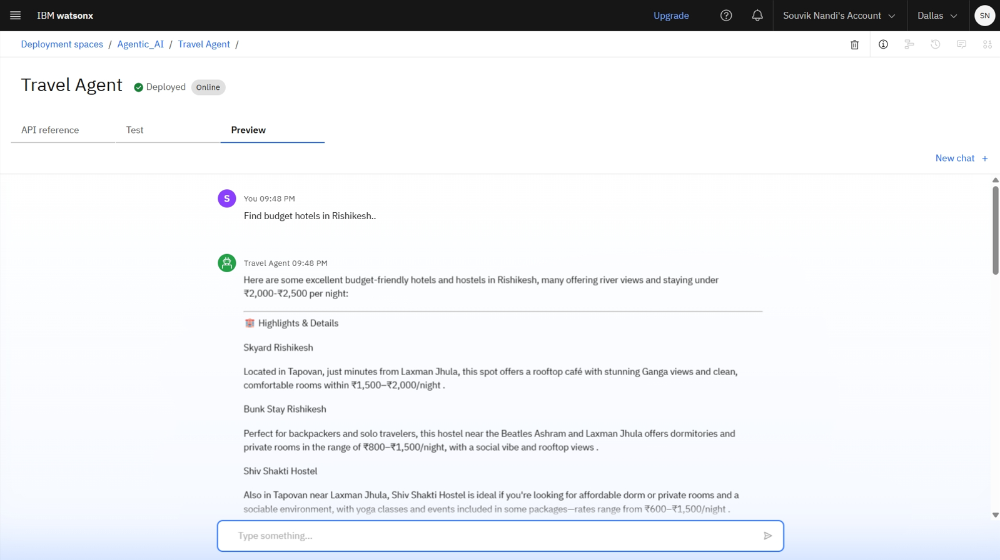 IBM watsonx
Upgrade
Souvik Nandi's Account
Dallas
SN
Deployment spaces / Agentic_AI / Travel Agent /
Travel Agent
Deployed
Online
API reference
Test
Preview
New chat +
S
You 09:48 PM
Find budget hotels in Rishikesh..
Travel Agent 09:48 PM
Here are some excellent budget-friendly hotels and hostels in Rishikesh, many offering river views and staying under
₹2,000-₹2,500 per night:
🏨 Highlights & Details
Skyard Rishikesh
Located in Tapovan, just minutes from Laxman Jhula, this spot offers a rooftop café with stunning Ganga views and clean,
comfortable rooms within ₹1,500–₹2,000/night .
Bunk Stay Rishikesh
Perfect for backpackers and solo travelers, this hostel near the Beatles Ashram and Laxman Jhula offers dormitories and
private rooms in the range of ₹800–₹1,500/night, with a social vibe and rooftop views .
Shiv Shakti Hostel
Also in Tapovan near Laxman Jhula, Shiv Shakti Hostel is ideal if you're looking for affordable dorm or private rooms and a
sociable environment, with yoga classes and events included in some packages—rates range from ₹600–₹1,500/night .
Type something...